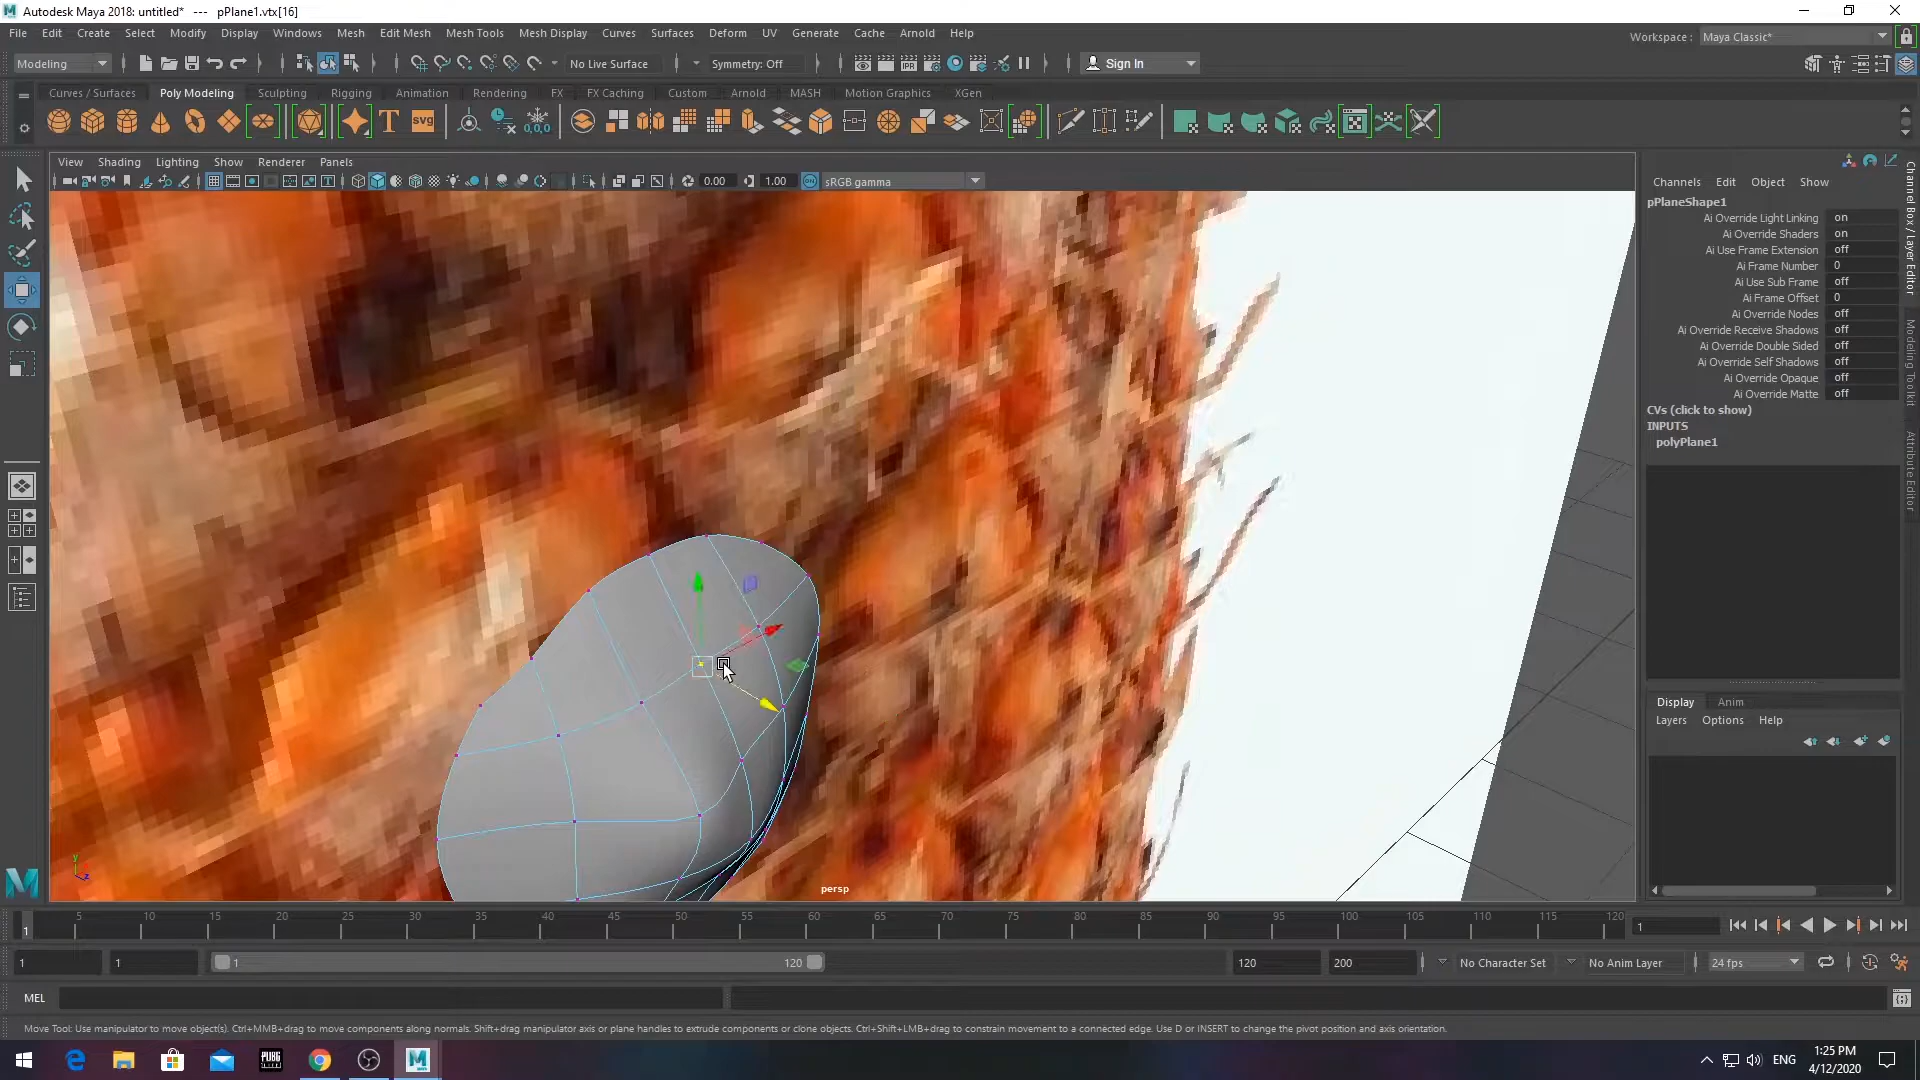 Autodesk Maya 2018: untitled* --- pPlane1.vtx[16]
File Edit Create Select Modify Display Windows Mesh Edit Mesh Mesh Tools Mesh Display Curves Surfaces Deform UV Generate Cache Arnold Help
Workspace : Maya Classic*
Modeling No Live Surface Symmetry: Off Sign In
Curves / Surfaces Poly Modeling Sculpting Rigging Animation Rendering FX FX Caching Custom Arnold MASH Motion Graphics XGen
View Shading Lighting Show Renderer Panels
0.00 1.00 sRGB gamma
Channels Edit Object Show
pPlaneShape1
Ai Override Light Linking on
Ai Override Shaders on
Ai Use Frame Extension off
Ai Frame Number 0
Ai Use Sub Frame off
Ai Frame Offset 0
Ai Override Nodes off
Ai Override Receive Shadows off
Ai Override Double Sided off
Ai Override Self Shadows off
Ai Override Opaque off
Ai Override Matte off
CVs (click to show)
INPUTS
polyPlane1
Channel Box / Layer Editor
Modeling Toolkit
Attribute Editor
Display Anim
Layers Options Help
persp
5 10 15 20 25 30 35 40 45 50 55 60 65 70 75 80 85 90 95 100 105 110 115 120
1 1
1 1 1 120 120 200 No Character Set No Anim Layer 24 fps
MEL
Move Tool: Use manipulator to move object(s). Ctrl+MMB+drag to move components along normals. Shift+drag manipulator axis or plane handles to extrude components or clone objects. Ctrl+Shift+LMB+drag to constrain movement to a connected edge. Use D or INSERT to change the pivot position and axis orientation.
ENG
1:25 PM
4/12/2020